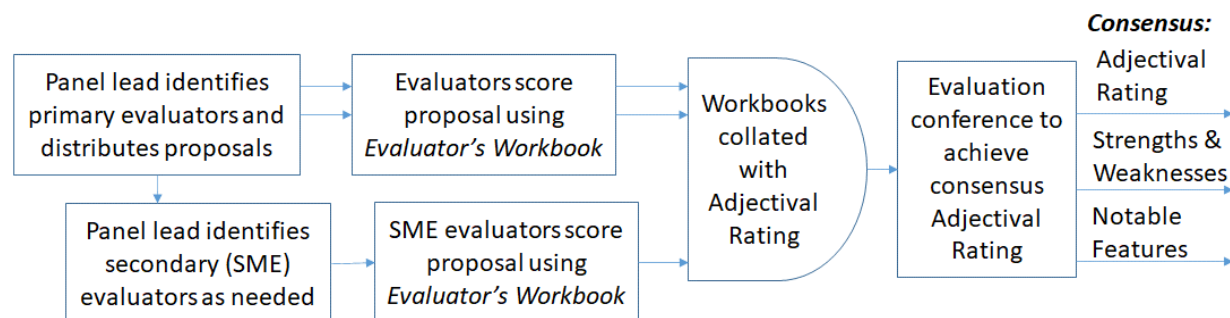 Panel lead identifies
primary evaluators and
distributes proposals
Evaluators score
proposal using
Evaluator's Workbook
Panel lead identifies
secondary (SME)
evaluators as needed
SME evaluators score
proposal using
Evaluator's Workbook
Workbooks
collated
with
Adjectival
Rating
Evaluation
conference to
achieve
consensus
Adjectival
Rating
Consensus:
Adjectival
Rating
Strengths &
Weaknesses
Notable
Features